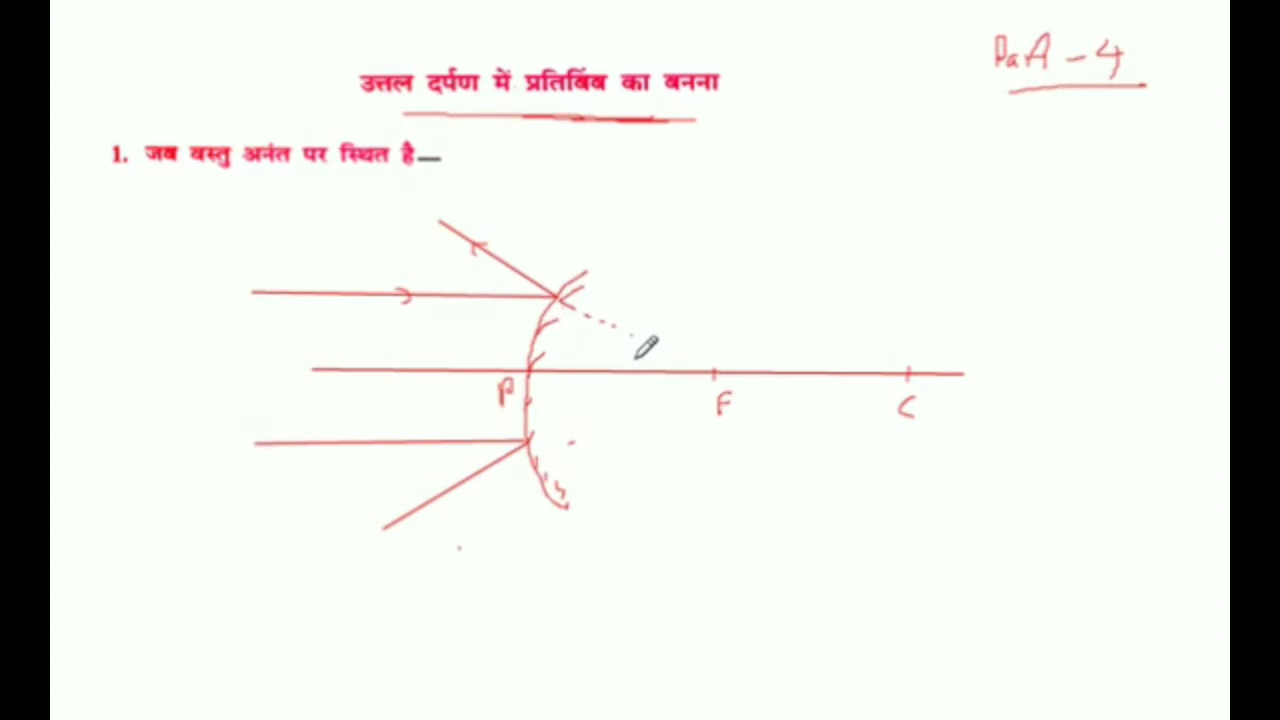 PaA - 4
उत्तल दर्पण में प्रतिबिंब का बनना
1. जब वस्तु अनंत पर स्थित है—
P
F
C